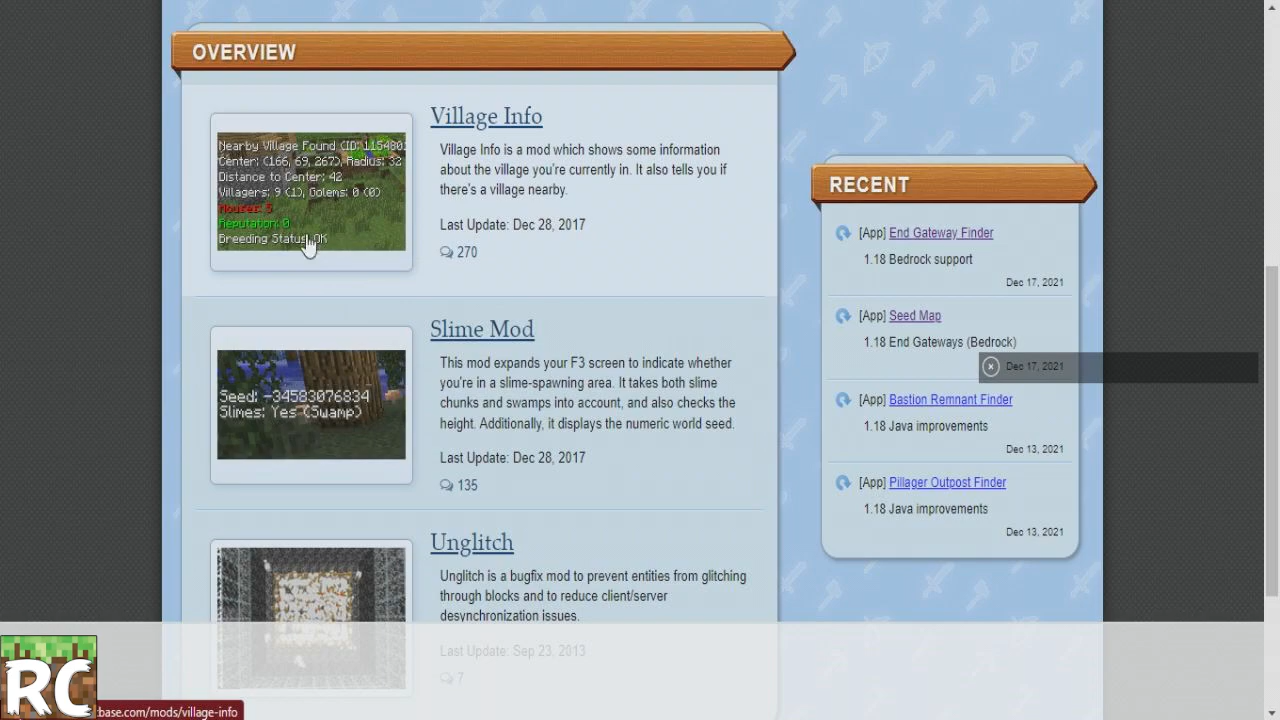 OVERVIEW
Nearby Village Found (ID: 115480
Center: (166, 69, 267), Radius: 32
Distance to Center: 42
Villagers: 9 (1), Golems: 0 (0)
Houses: 5
Reputation: 0
Breeding Status: OK
Village Info
Village Info is a mod which shows some information
about the village you're currently in. It also tells you if
there's a village nearby.
Last Update: Dec 28, 2017
270
Seed: -34583076834
Slimes: Yes (Swamp)
Slime Mod
This mod expands your F3 screen to indicate whether
you're in a slime-spawning area. It takes both slime
chunks and swamps into account, and also checks the
height. Additionally, it displays the numeric world seed.
Last Update: Dec 28, 2017
135
Unglitch
Unglitch is a bugfix mod to prevent entities from glitching
through blocks and to reduce client/server
desynchronization issues.
Last Update: Sep 23, 2013
7
RECENT
[App] End Gateway Finder
1.18 Bedrock support
Dec 17, 2021
[App] Seed Map
1.18 End Gateways (Bedrock)
Dec 17, 2021
[App] Bastion Remnant Finder
1.18 Java improvements
Dec 13, 2021
[App] Pillager Outpost Finder
1.18 Java improvements
Dec 13, 2021
RC
base.com/mods/village-info